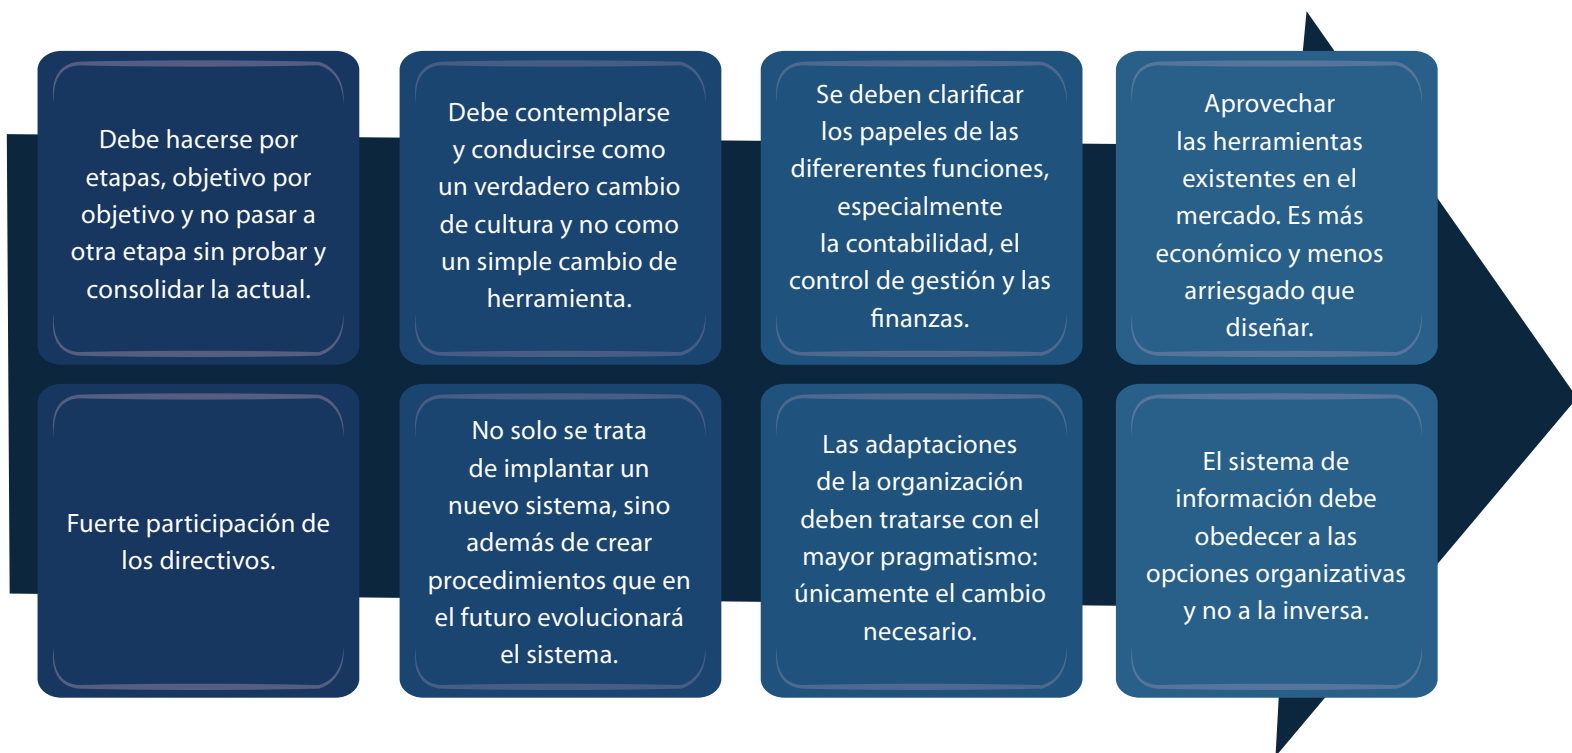 Debe hacerse por
etapas, objetivo por
objetivo y no pasar a
otra etapa sin probar y
consolidar la actual.
Debe contemplarse
y conducirse como
un verdadero cambio
de cultura y no como
un simple cambio de
herramienta.
Se deben clarificar
los papeles de las
difererentes funciones,
especialmente
la contabilidad, el
control de gestión y las
finanzas.
Aprovechar
las herramientas
existentes en el
mercado. Es más
económico y menos
arriesgado que
diseñar.
Fuerte participación de
los directivos.
No solo se trata
de implantar un
nuevo sistema, sino
además de crear
procedimientos que en
el futuro evolucionará
el sistema.
Las adaptaciones
de la organización
deben tratarse con el
mayor pragmatismo:
únicamente el cambio
necesario.
El sistema de
información debe
obedecer a las
opciones organizativas
y no a la inversa.